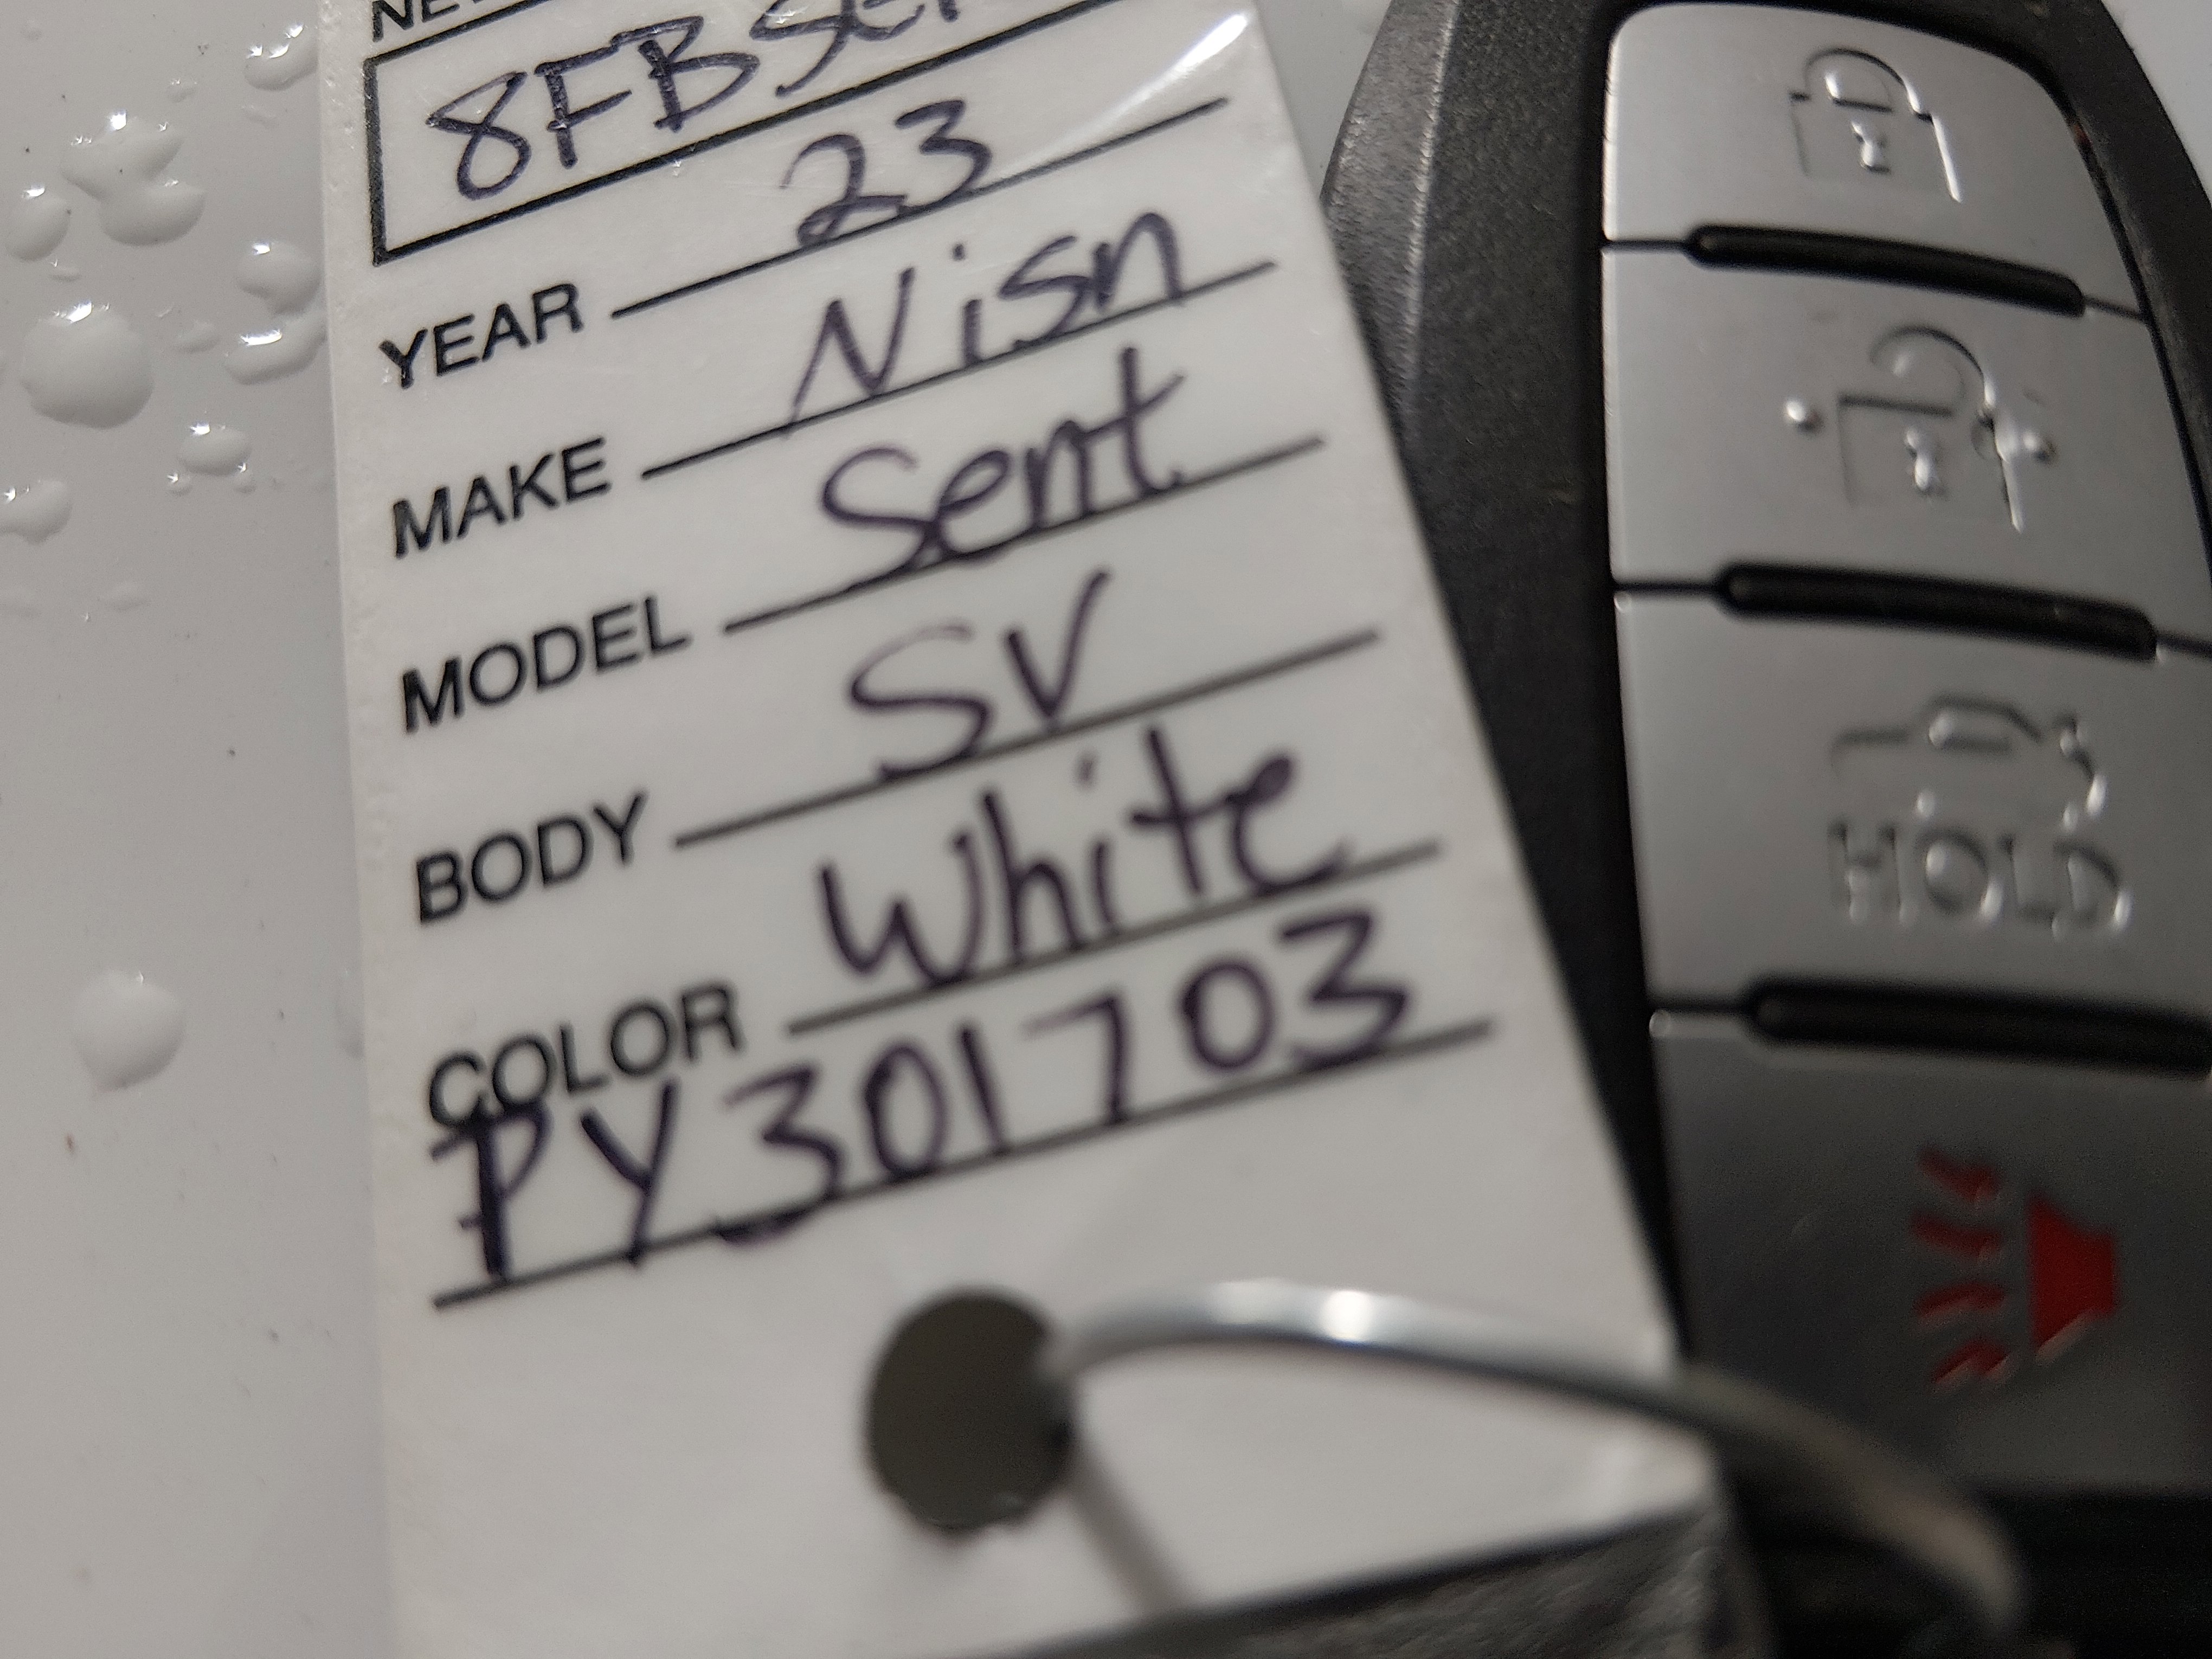 8FB
YEAR 23
MAKE Nisn
MODEL Sent
BODY SV
COLOR White
PY301703
HOLD